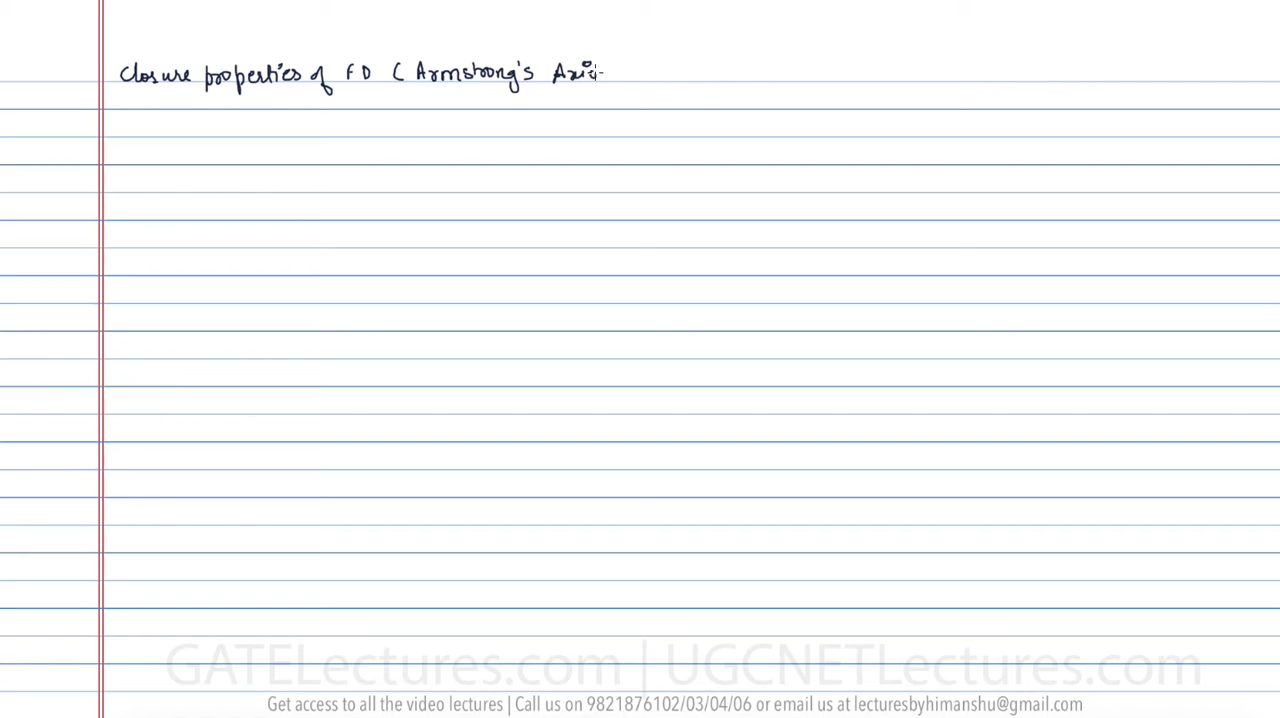 Closure properties of FD ( Armstrong's Axio
GATELectures.com | UGCNETLectures.com
Get access to all the video lectures | Call us on 9821876102/03/04/06 or email us at lecturesbyhimanshu@gmail.com